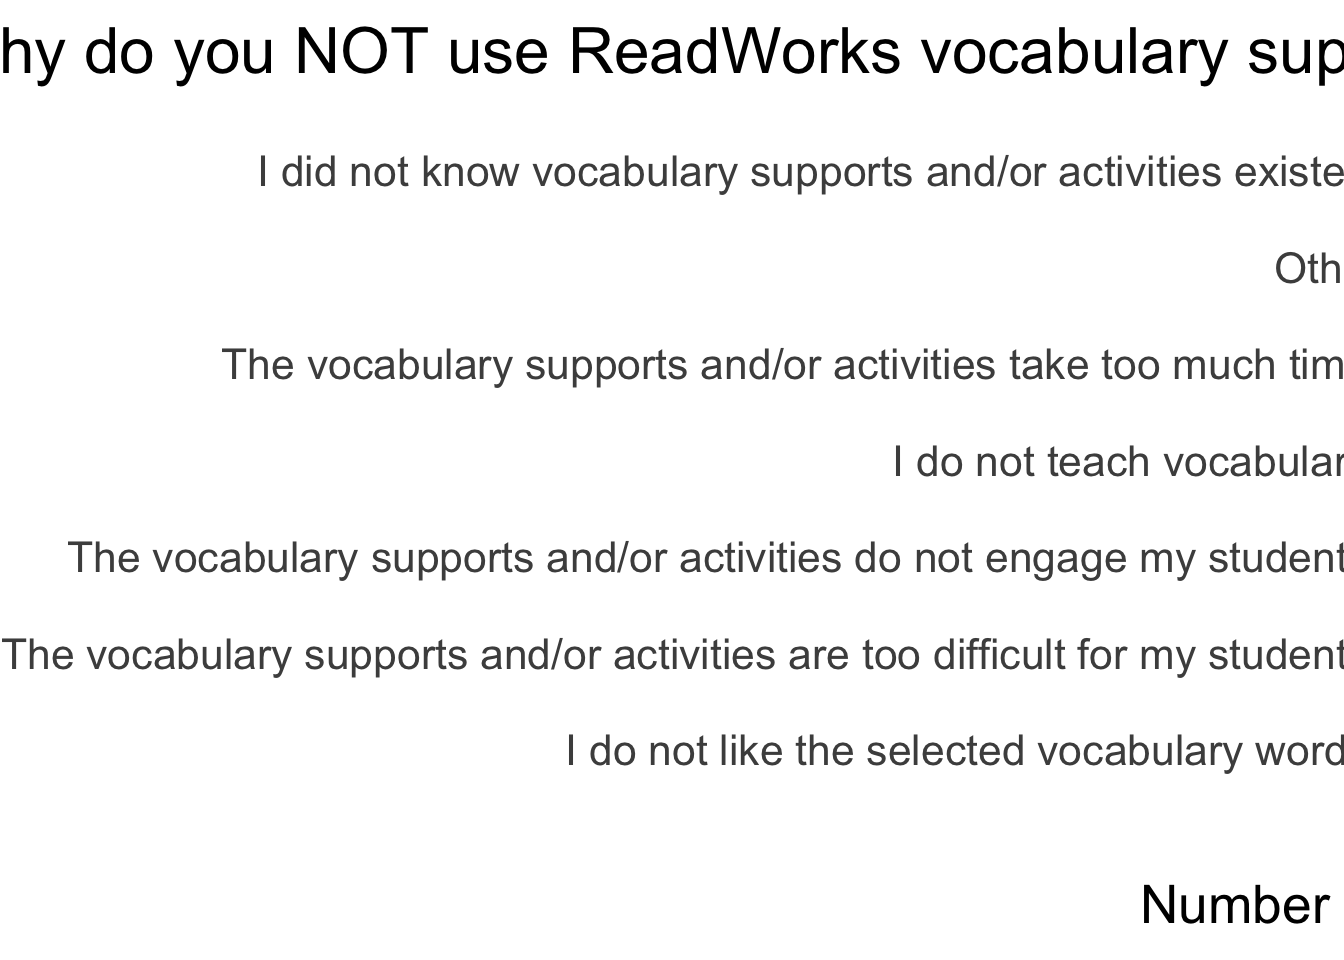 hy do you NOT use ReadWorks vocabulary sup
I did not know vocabulary supports and/or activities existe
Oth
The vocabulary supports and/or activities take too much tim
I do not teach vocabular
The vocabulary supports and/or activities do not engage my student
The vocabulary supports and/or activities are too difficult for my student
I do not like the selected vocabulary word
Number